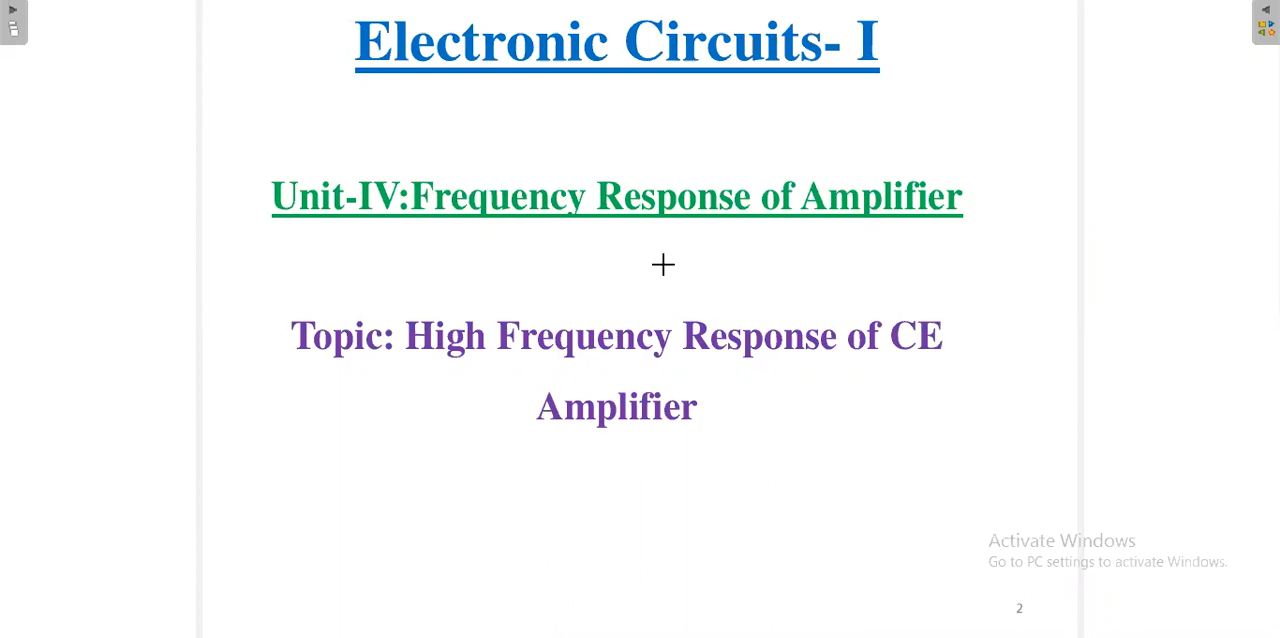 Electronic Circuits- I
Unit-IV:Frequency Response of Amplifier
Topic: High Frequency Response of CE
Amplifier
Activate Windows
Go to PC settings to activate Windows.
2